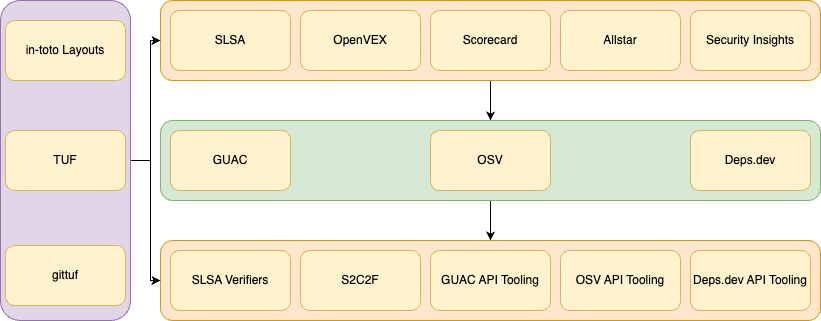 in-toto Layouts
TUF
gittuf
SLSA
OpenVEX
Scorecard
Allstar
Security Insights
GUAC
OSV
Deps.dev
SLSA Verifiers
S2C2F
GUAC API Tooling
OSV API Tooling
Deps.dev API Tooling